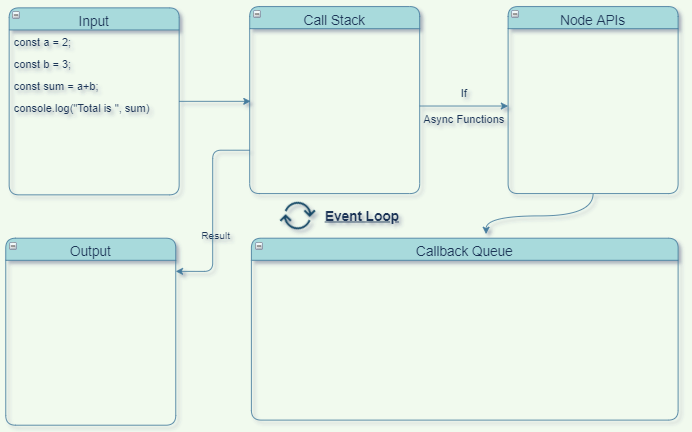 Input
const a = 2;
const b = 3;
const sum = a+b;
console.log("Total is ", sum)
Call Stack
Node APIs
If
Async Functions
Result
Event Loop
Output
Callback Queue